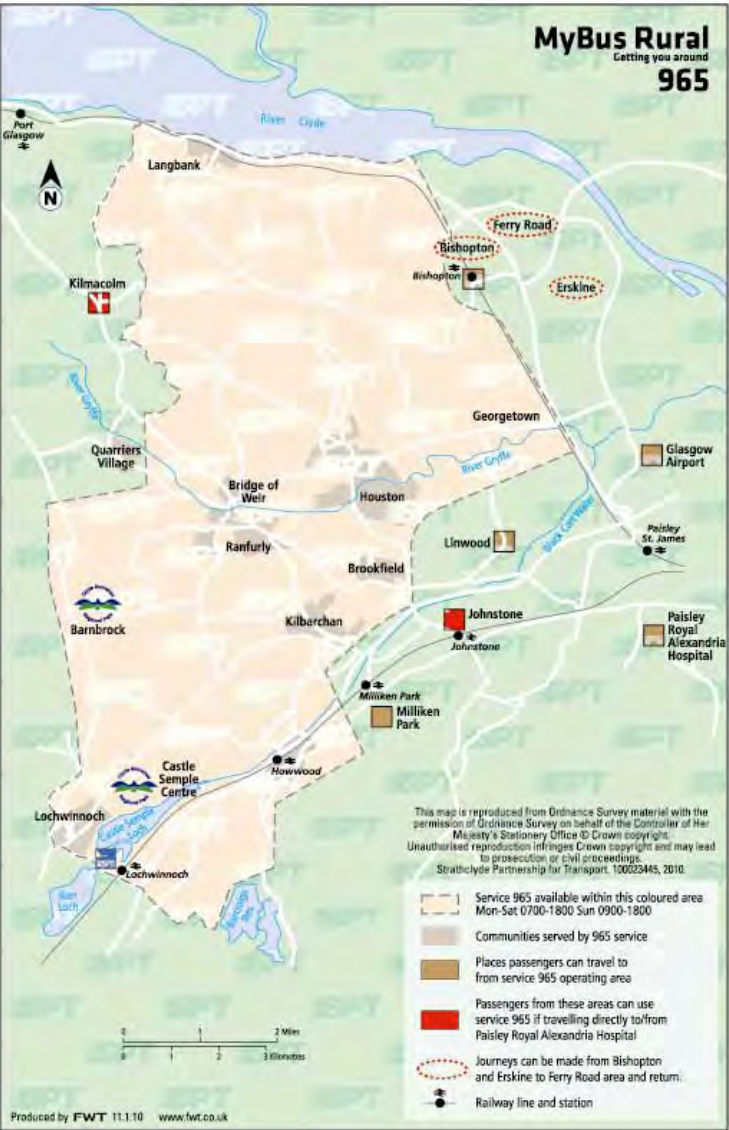 MyBus Rural
Getting you around
965
Port
Glasgow
River Clyde
Langbank
N
Ferry Road
Bishopton
Bishopton
Erskine
Kilmacolm
River Gryffe
Georgetown
Quarriers
Village
River Gryffe
Glasgow
Airport
Bridge of
Weir
Houston
Black Cart Water
Linwood
Paisley
St. James
Ranfurly
Brookfield
Barnbrock
Kilbarchan
Johnstone
Johnstone
Paisley
Royal
Alexandria
Hospital
Milliken Park
Milliken
Park
Castle
Semple
Centre
Howwood
Lochwinnoch
Castle Semple
Loch
Lochwinnoch
Barr
Loch
This map is reproduced from Ordnance Survey material with the
permission of Ordnance Survey on behalf of the Controller of Her
Majesty's Stationery Office © Crown copyright.
Unauthorised reproduction infringes Crown copyright and may lead
to prosecution or civil proceedings.
Strathclyde Partnership for Transport. 100023445, 2010.
Service 965 available within this coloured area
Mon-Sat 0700-1800 Sun 0900-1800
Communities served by 965 service
Places passengers can travel to
from service 965 operating area
Passengers from these areas can use
service 965 if travelling directly to/from
Paisley Royal Alexandria Hospital
Journeys can be made from Bishopton
and Erskine to Ferry Road area and return.
Railway line and station
0 1 2 Miles
0 1 2 3 Kilometres
Produced by FWT 11.1.10 www.fwt.co.uk